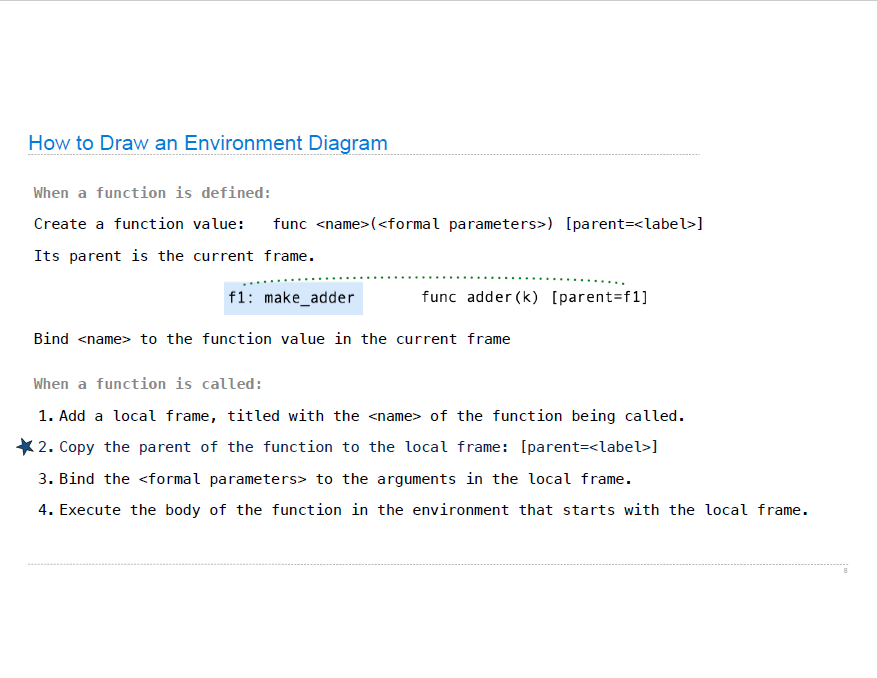 How to Draw an Environment Diagram
When a function is defined:
Create a function value: func <name>(<formal parameters>) [parent=<label>]
Its parent is the current frame.
f1: make_adder func adder(k) [parent=f1]
Bind <name> to the function value in the current frame
When a function is called:
1. Add a local frame, titled with the <name> of the function being called.
2. Copy the parent of the function to the local frame: [parent=<label>]
3. Bind the <formal parameters> to the arguments in the local frame.
4. Execute the body of the function in the environment that starts with the local frame.
8